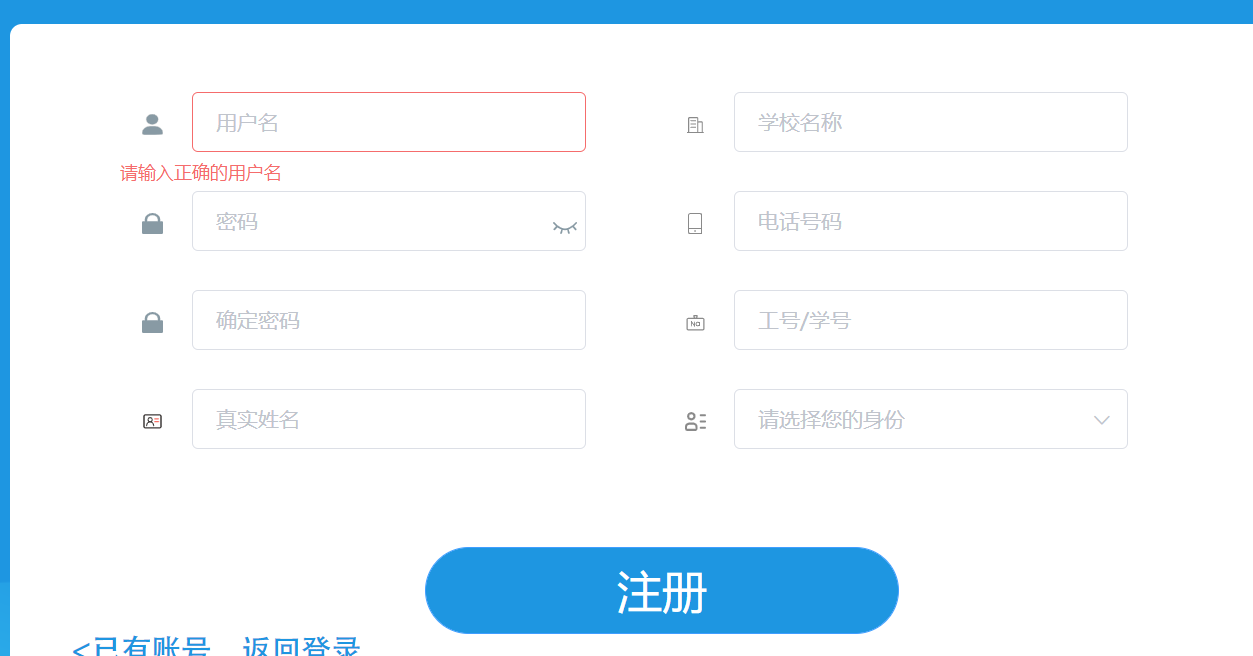 用户名
学校名称
请输入正确的用户名
密码
电话号码
确定密码
NO
工号/学号
真实姓名
请选择您的身份
注册
<已有账号，返回登录